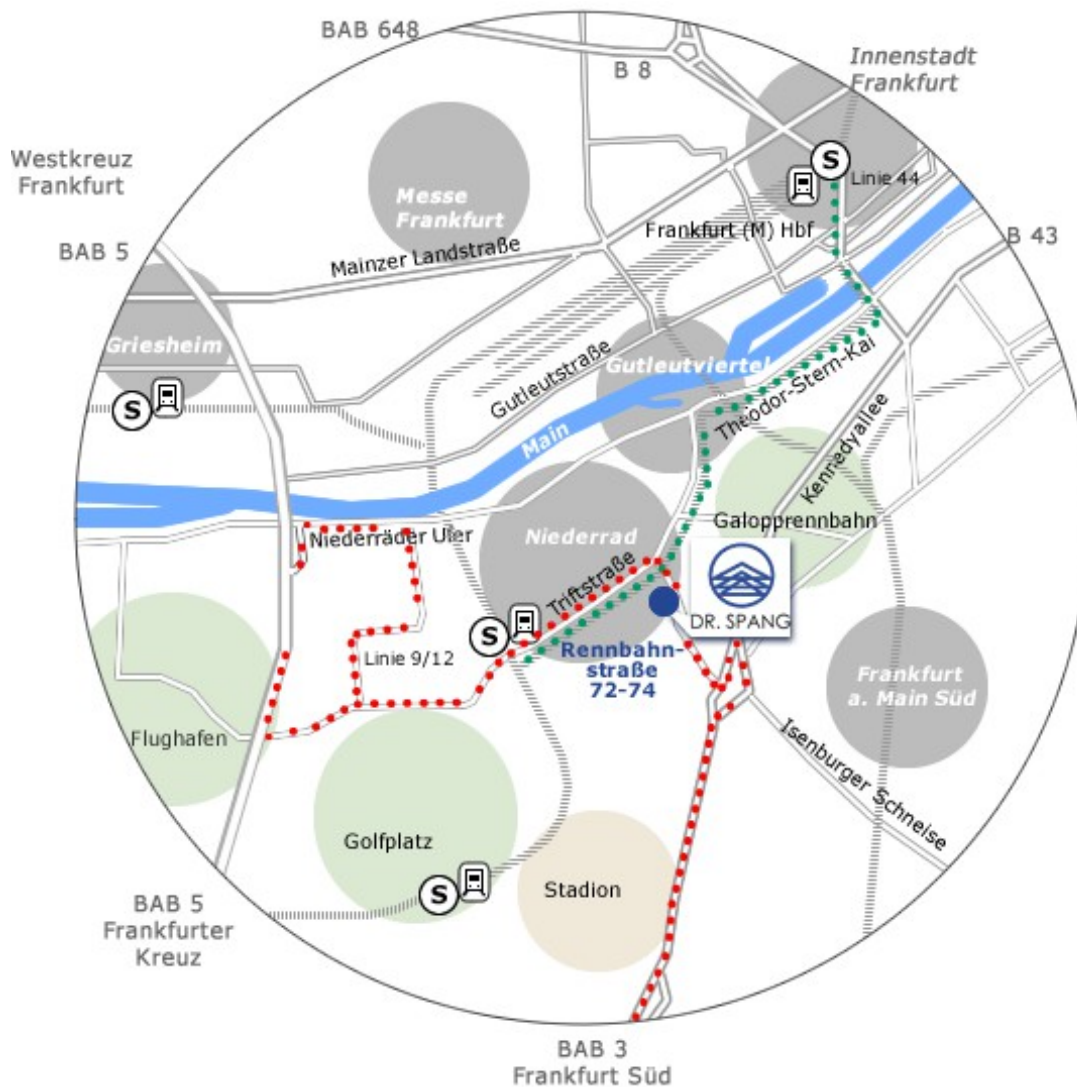 BAB 648
B 8
Innenstadt
Frankfurt
Westkreuz
Frankfurt
S
Linie 44
Messe
Frankfurt
Frankfurt (M) Hbf
B 43
BAB 5
Mainzer Landstraße
Griesheim
Gutleutviertel
S
Gutleutstraße
Theodor-Stern-Kai
Main
Kennedyallee
Galopprennbahn
Niederräder Ufer
Niederrad
Triftstraße
DR. SPANG
S
Linie 9/12
Rennbahn-
straße
72-74
Frankfurt
a. Main Süd
Flughafen
Isenburger Schneise
Golfplatz
S
Stadion
BAB 5
Frankfurter
Kreuz
BAB 3
Frankfurt Süd